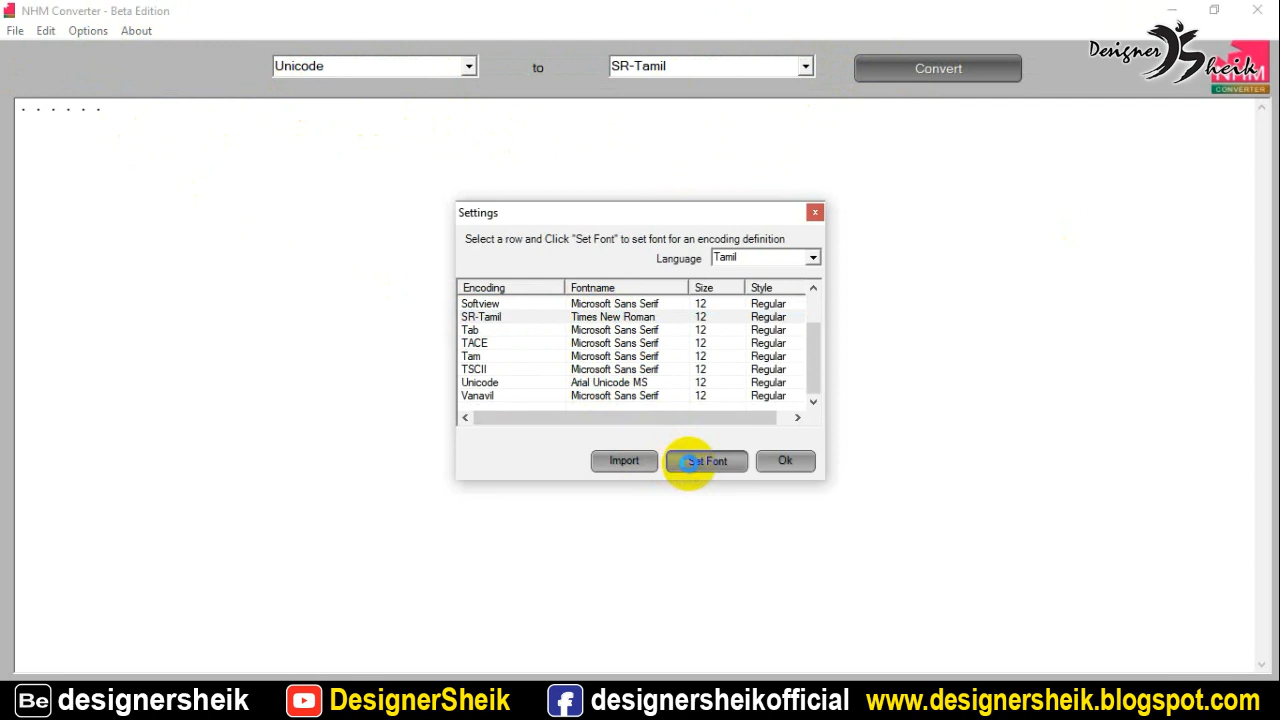 NHM Converter - Beta Edition
File Edit Options About
Unicode to SR-Tamil Convert
Designer Sheik
NHM
CONVERTER
. . . . . .
Settings
Select a row and Click "Set Font" to set font for an encoding definition
Language Tamil
Encoding Fontname Size Style
Softview Microsoft Sans Serif 12 Regular
SR-Tamil Times New Roman 12 Regular
Tab Microsoft Sans Serif 12 Regular
TACE Microsoft Sans Serif 12 Regular
Tam Microsoft Sans Serif 12 Regular
TSCII Microsoft Sans Serif 12 Regular
Unicode Arial Unicode MS 12 Regular
Vanavil Microsoft Sans Serif 12 Regular
Import Set Font Ok
Be designersheik DesignerSheik f designersheikofficial www.designersheik.blogspot.com